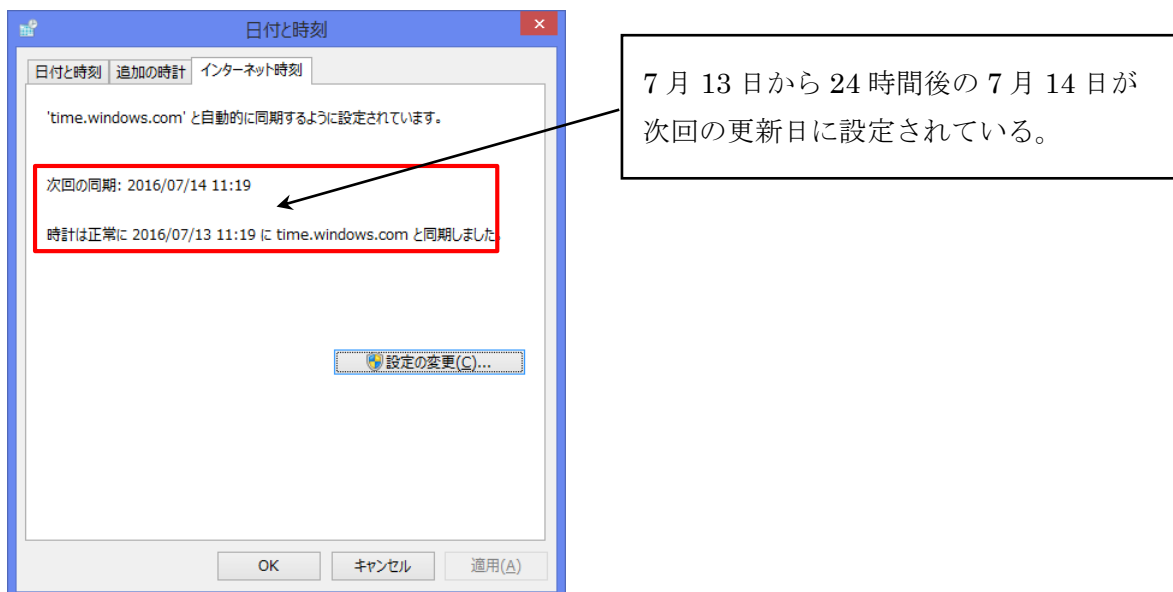 日付と時刻
日付と時刻 追加の時計 インターネット時刻
'time.windows.com' と自動的に同期するように設定されています。
次回の同期: 2016/07/14 11:19
時計は正常に 2016/07/13 11:19 に time.windows.com と同期しました。
設定の変更(C)...
OK キャンセル 適用(A)
7 月 13 日から 24 時間後の 7 月 14 日が
次回の更新日に設定されている。